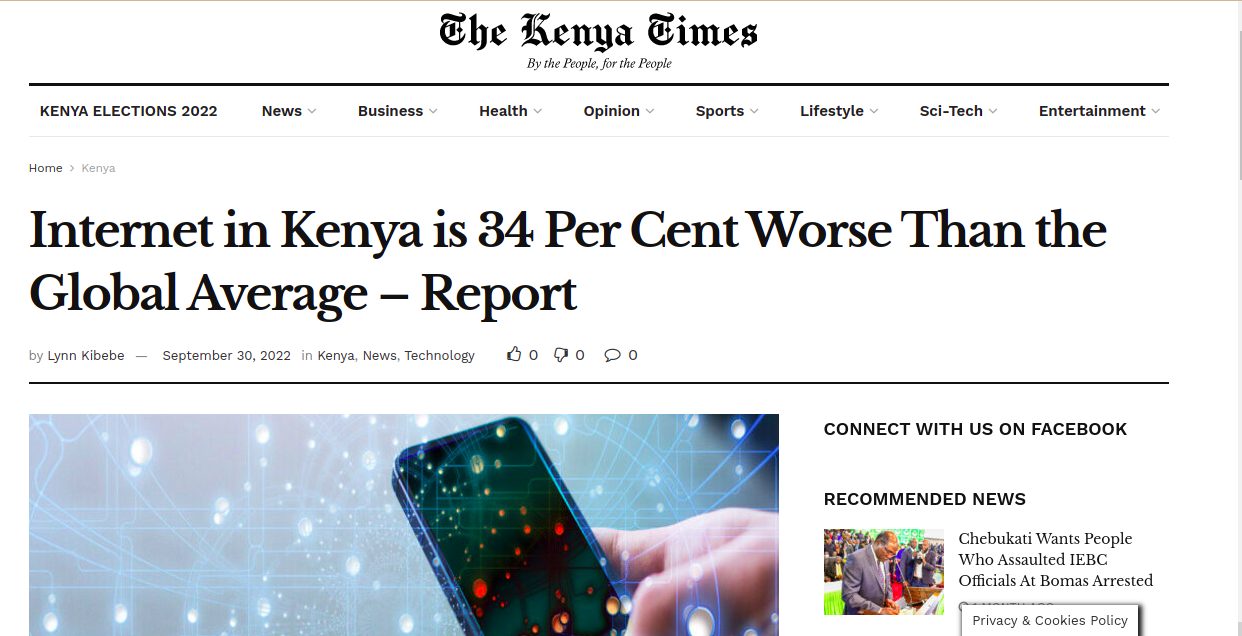 The Kenya Times
By the People, for the People
KENYA ELECTIONS 2022 News Business Health Opinion Sports Lifestyle Sci-Tech Entertainment
Home > Kenya
Internet in Kenya is 34 Per Cent Worse Than the
Global Average – Report
by Lynn Kibebe — September 30, 2022 in Kenya, News, Technology 0 0 0
CONNECT WITH US ON FACEBOOK
RECOMMENDED NEWS
Chebukati Wants People
Who Assaulted IEBC
Officials At Bomas Arrested
Privacy & Cookies Policy